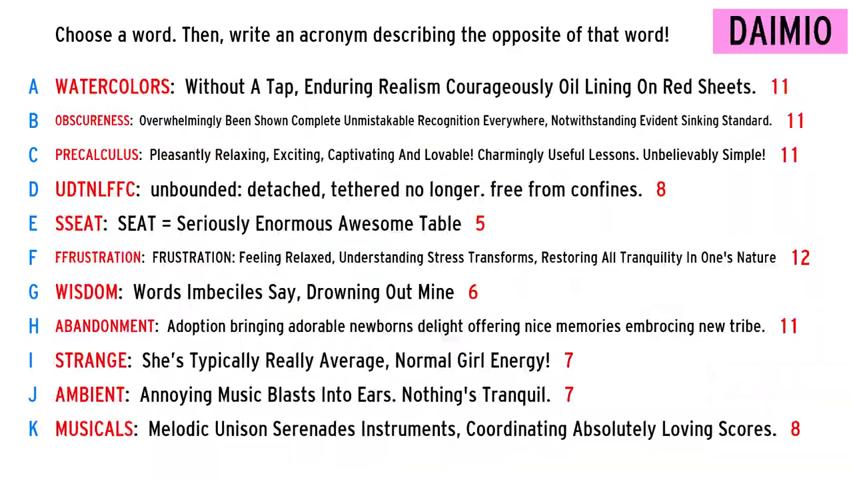 Choose a word. Then, write an acronym describing the opposite of that word!
DAIMIO
A WATERCOLORS: Without A Tap, Enduring Realism Courageously Oil Lining On Red Sheets. 11
B OBSCURENESS: Overwhelmingly Been Shown Complete Unmistakable Recognition Everywhere, Notwithstanding Evident Sinking Standard. 11
C PRECALCULUS: Pleasantly Relaxing, Exciting, Captivating And Lovable! Charmingly Useful Lessons. Unbelievably Simple! 11
D UDTNLFFC: unbounded: detached, tethered no longer. free from confines. 8
E SSEAT: SEAT = Seriously Enormous Awesome Table 5
F FFRUSTRATION: FRUSTRATION: Feeling Relaxed, Understanding Stress Transforms, Restoring All Tranquility In One's Nature 12
G WISDOM: Words Imbeciles Say, Drowning Out Mine 6
H ABANDONMENT: Adoption bringing adorable newborns delight offering nice memories embrocing new tribe. 11
I STRANGE: She's Typically Really Average, Normal Girl Energy! 7
J AMBIENT: Annoying Music Blasts Into Ears. Nothing's Tranquil. 7
K MUSICALS: Melodic Unison Serenades Instruments, Coordinating Absolutely Loving Scores. 8